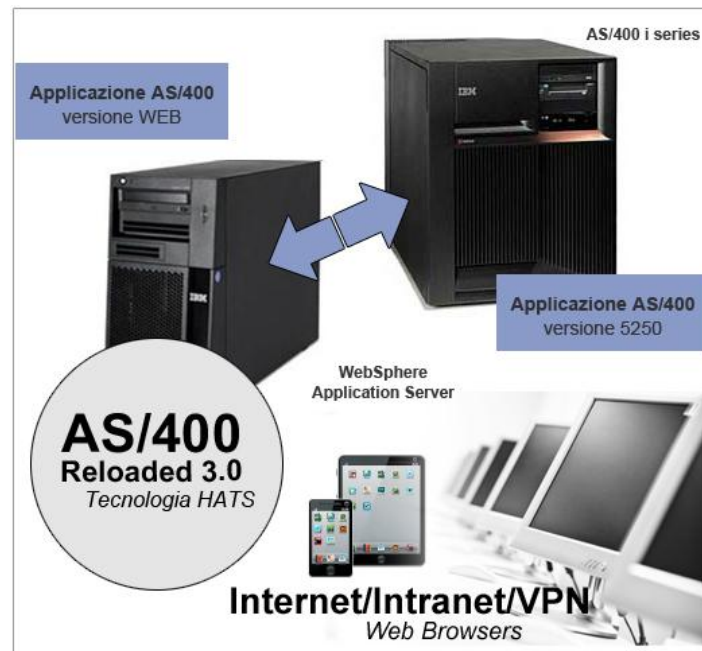 AS/400 i series
Applicazione AS/400
versione WEB
IBM
IBM
Applicazione AS/400
versione 5250
WebSphere
Application Server
AS/400
Reloaded 3.0
Tecnologia HATS
Internet/Intranet/VPN
Web Browsers